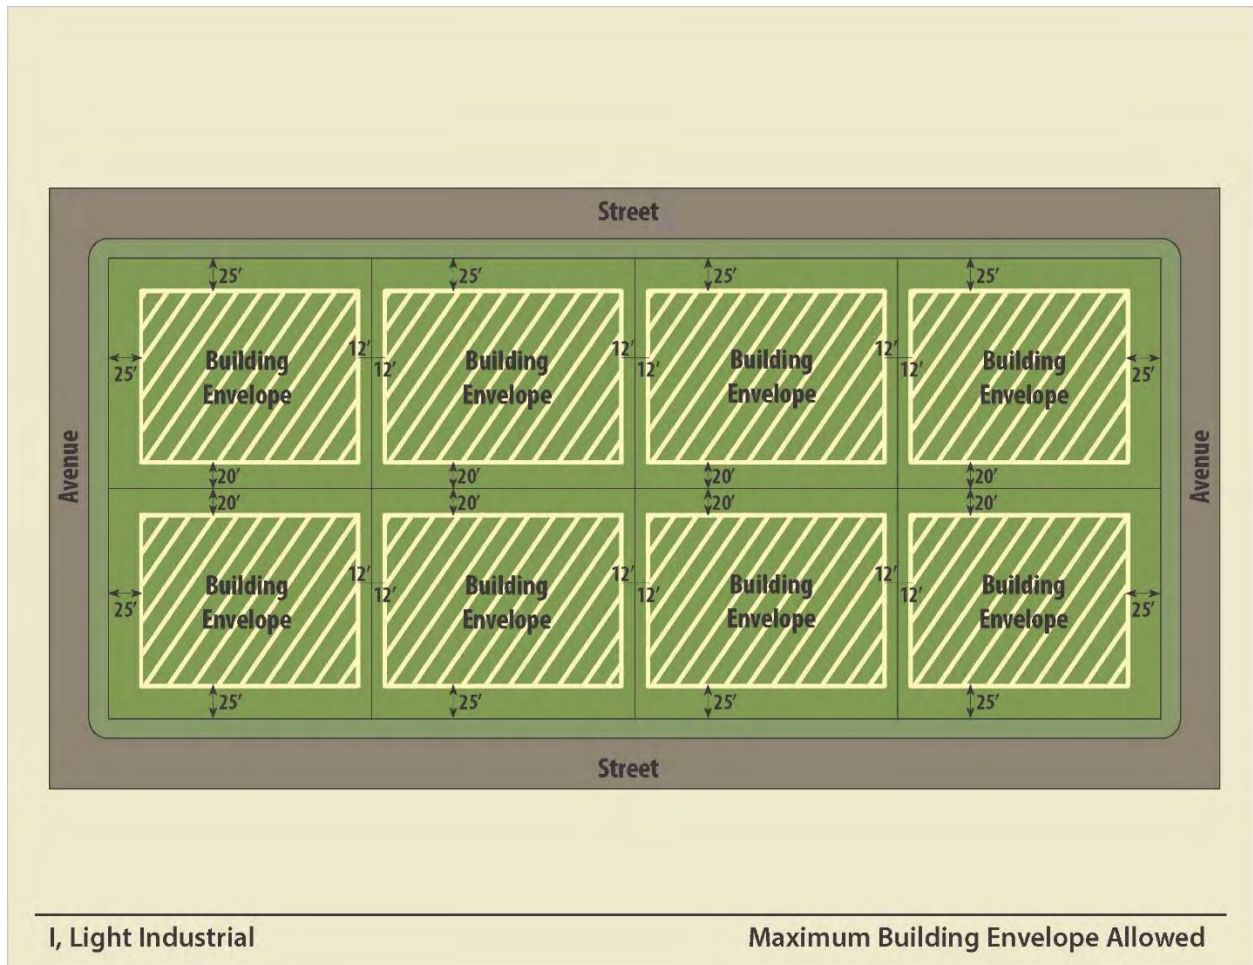 Street
25' 25' 25' 25'
Building Envelope Building Envelope Building Envelope Building Envelope
25' 12' 12' 12' 12' 12' 12' 25'
20' 20' 20' 20'
Avenue Avenue
20' 20' 20' 20'
Building Envelope Building Envelope Building Envelope Building Envelope
25' 12' 12' 12' 12' 12' 12' 25'
25' 25' 25' 25'
Street
I, Light Industrial Maximum Building Envelope Allowed